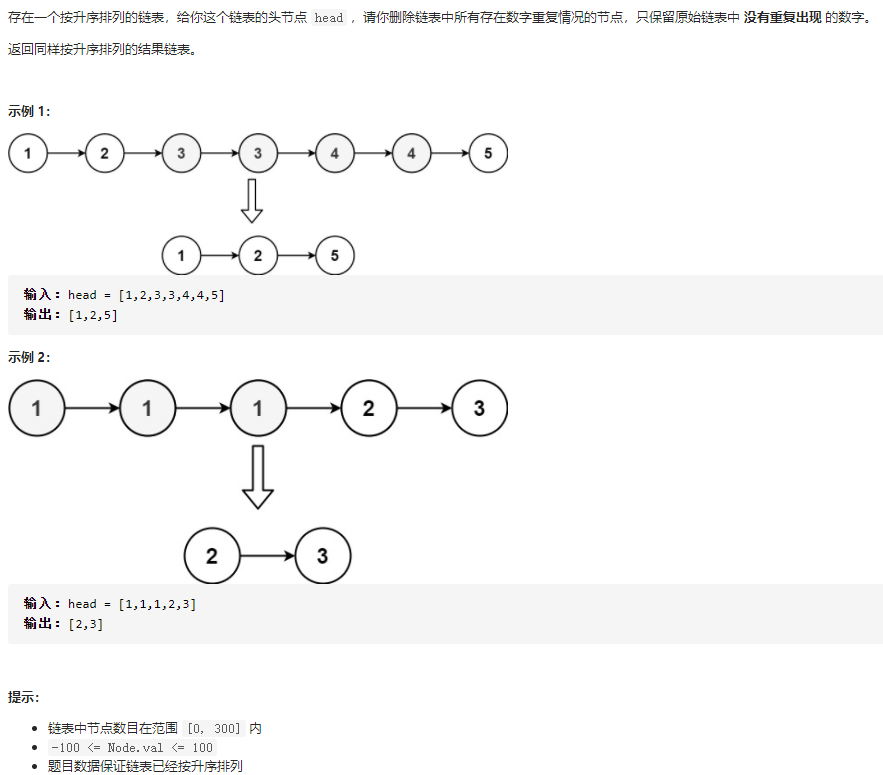 存在一个按升序排列的链表，给你这个链表的头节点 head ，请你删除链表中所有存在数字重复情况的节点，只保留原始链表中 没有重复出现 的数字。
返回同样按升序排列的结果链表。
示例 1：
1 2 3 3 4 4 5
1 2 5
输入：head = [1,2,3,3,4,4,5]
输出：[1,2,5]
示例 2：
1 1 1 2 3
2 3
输入：head = [1,1,1,2,3]
输出：[2,3]
提示：
• 链表中节点数目在范围 [0, 300] 内
• -100 <= Node.val <= 100
• 题目数据保证链表已经按升序排列